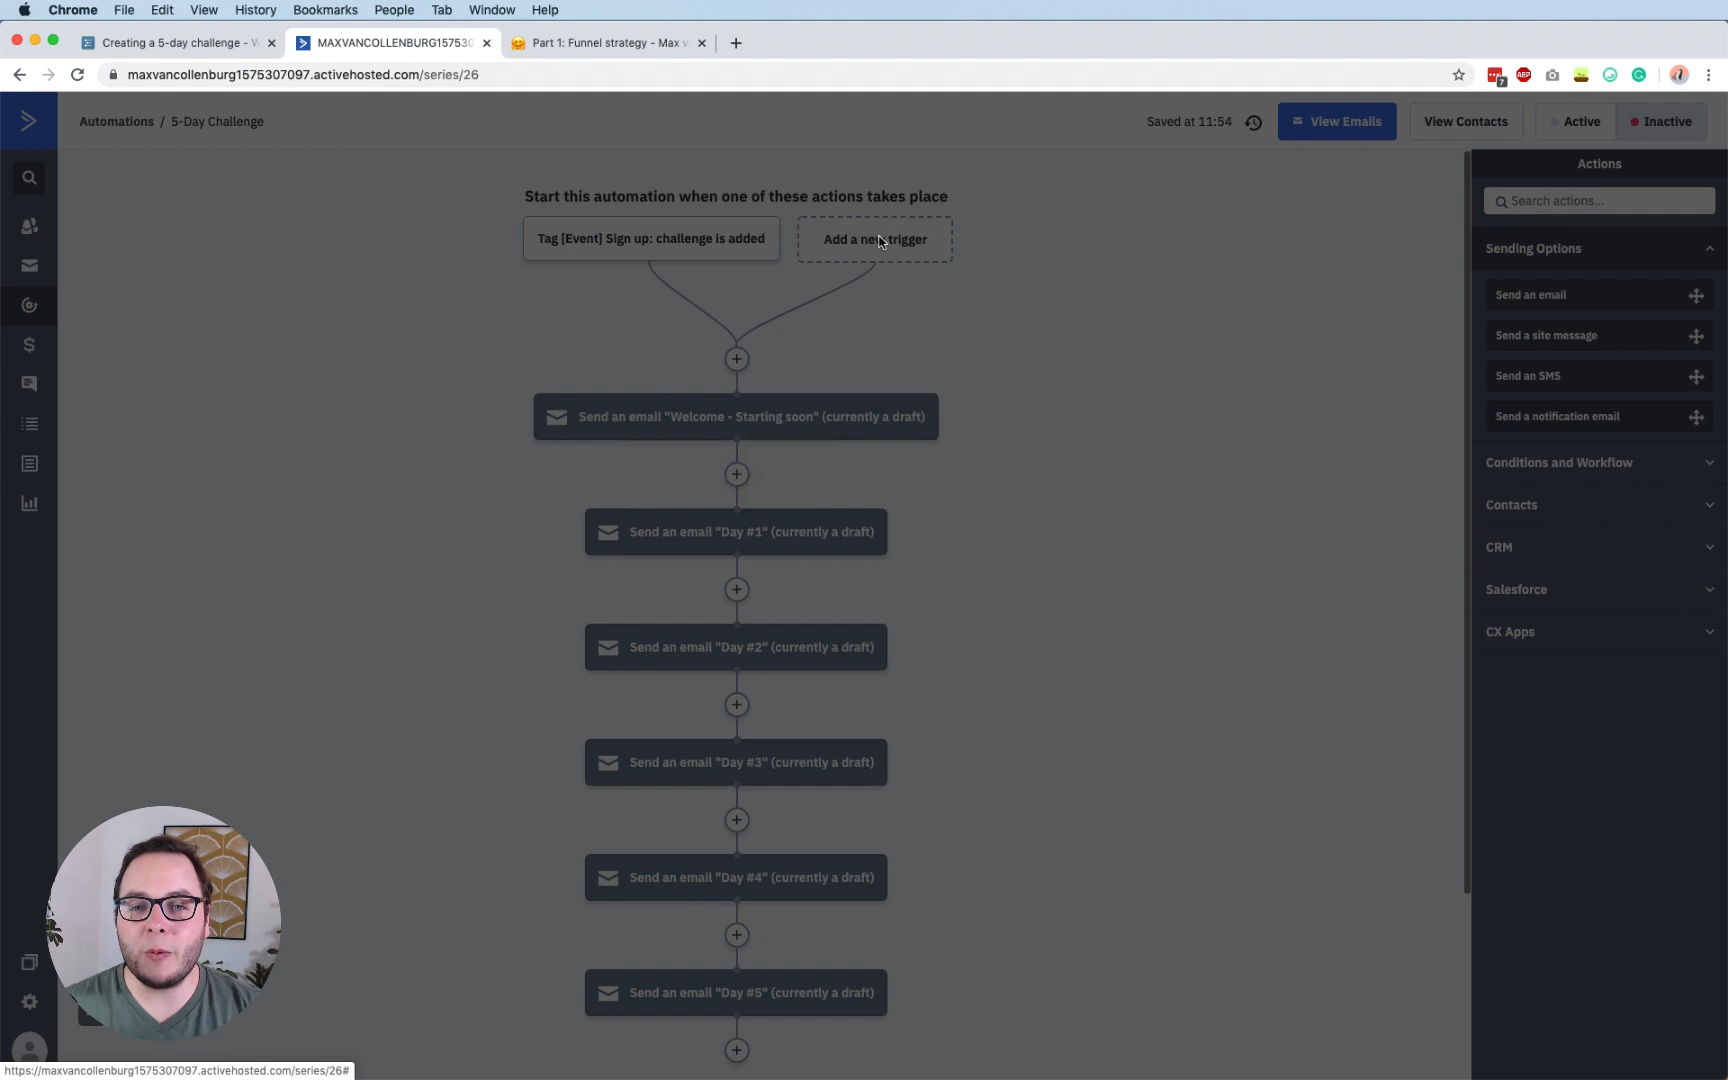 Chrome File Edit View History Bookmarks People Tab Window Help
Creating a 5-day challenge - W
MAXVANCOLLENBURG157530
Part 1: Funnel strategy - Max v
maxvancollenburg1575307097.activehosted.com/series/26
7
ABP
Automations / 5-Day Challenge
Saved at 11:54
View Emails
View Contacts
Active
Inactive
Start this automation when one of these actions takes place
Tag [Event] Sign up: challenge is added
Add a new trigger
Send an email "Welcome - Starting soon" (currently a draft)
Send an email "Day #1" (currently a draft)
Send an email "Day #2" (currently a draft)
Send an email "Day #3" (currently a draft)
Send an email "Day #4" (currently a draft)
Send an email "Day #5" (currently a draft)
Actions
Search actions...
Sending Options
Send an email
Send a site message
Send an SMS
Send a notification email
Conditions and Workflow
Contacts
CRM
Salesforce
CX Apps
https://maxvancollenburg1575307097.activehosted.com/series/26#